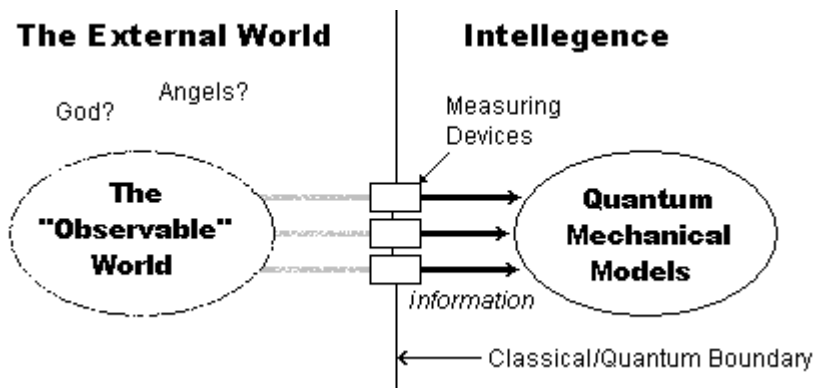 The External World
Intellegence
God?
Angels?
Measuring
Devices
The
"Observable"
World
Quantum
Mechanical
Models
information
Classical/Quantum Boundary